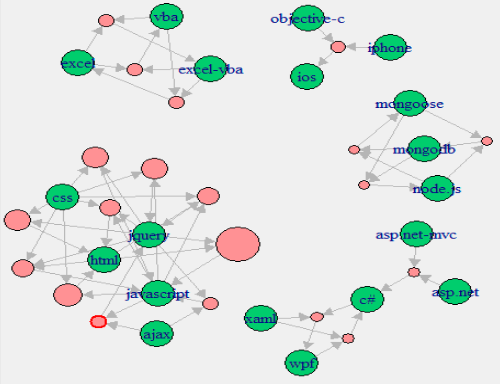 vba
excel
excel-vba
objective-c
iphone
ios
mongoose
mongodb
node.js
css
jquery
html
javascript
ajax
asp.net-mvc
asp.net
c#
xaml
wpf